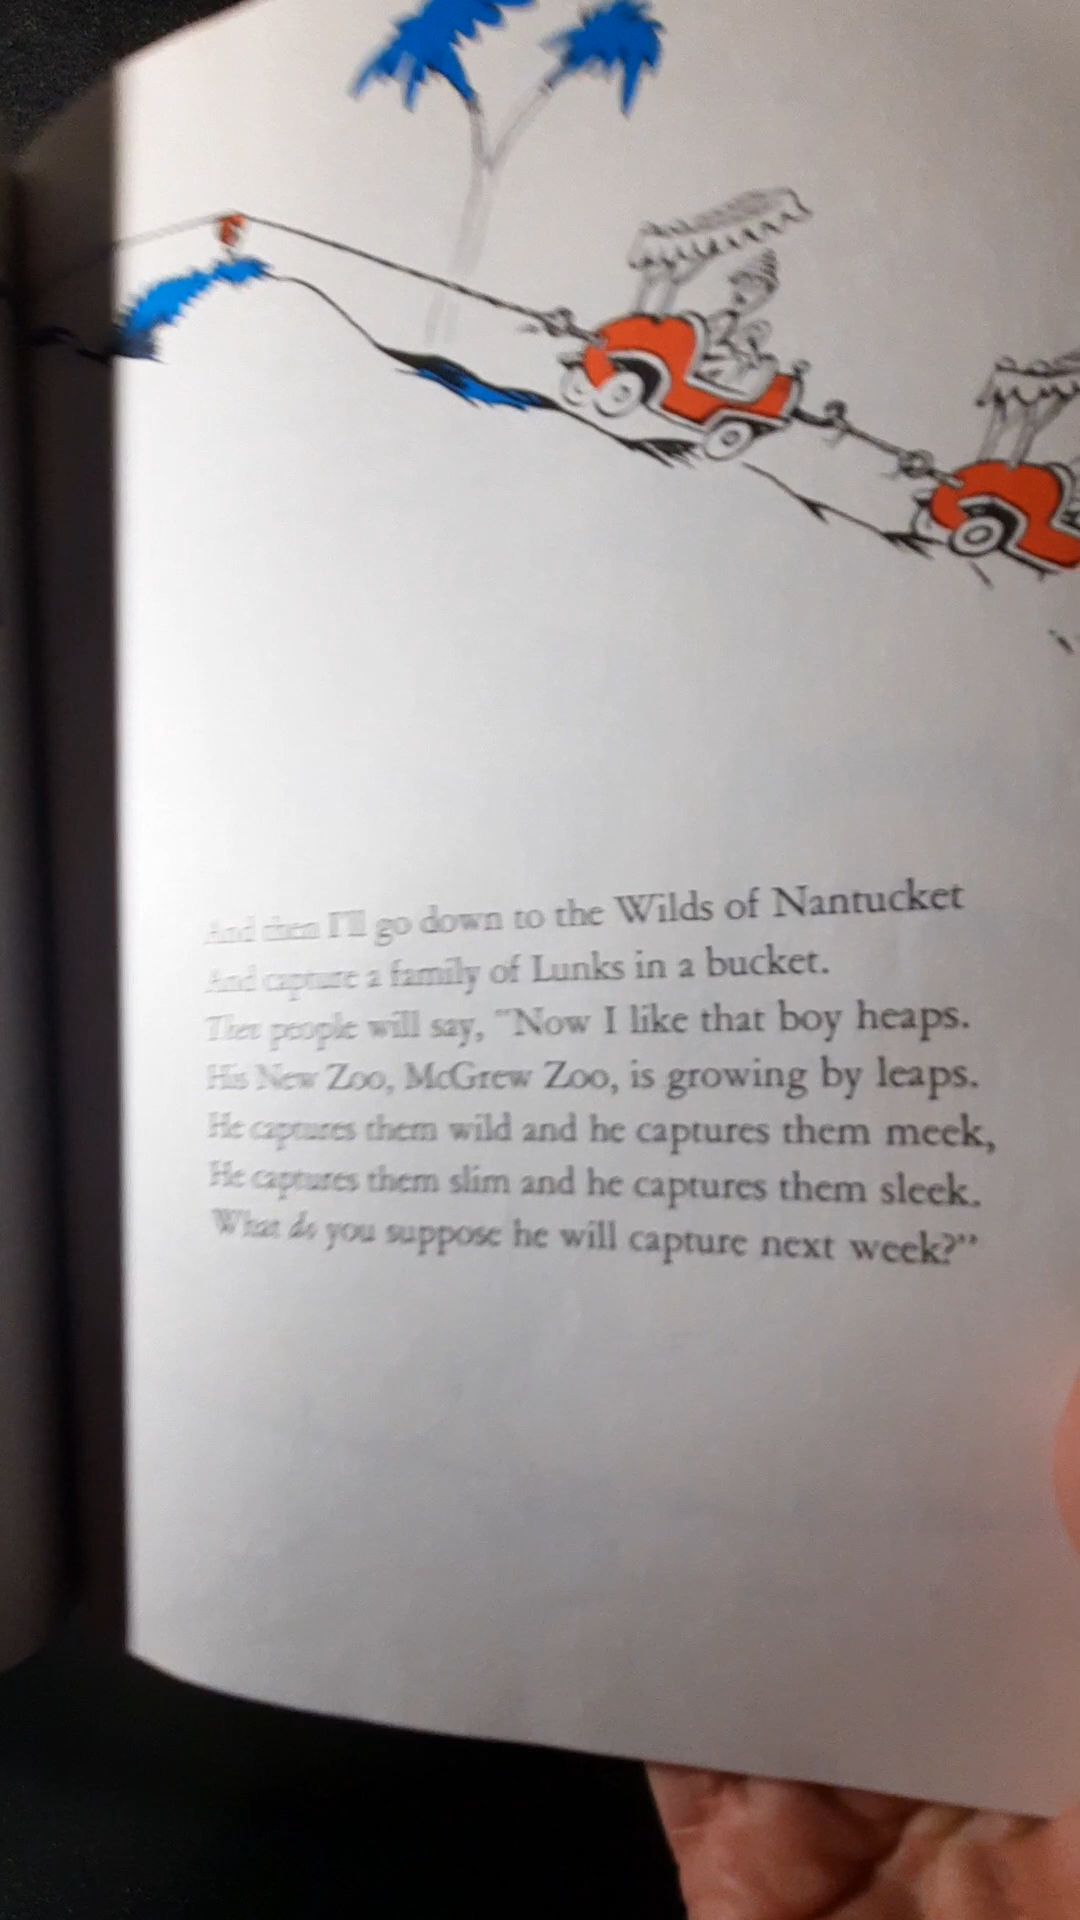 And then I'll go down to the Wilds of Nantucket
And capture a family of Lunks in a bucket.
Then people will say, "Now I like that boy heaps.
His New Zoo, McGrew Zoo, is growing by leaps.
He captures them wild and he captures them meek,
He captures them slim and he captures them sleek.
What do you suppose he will capture next week?"